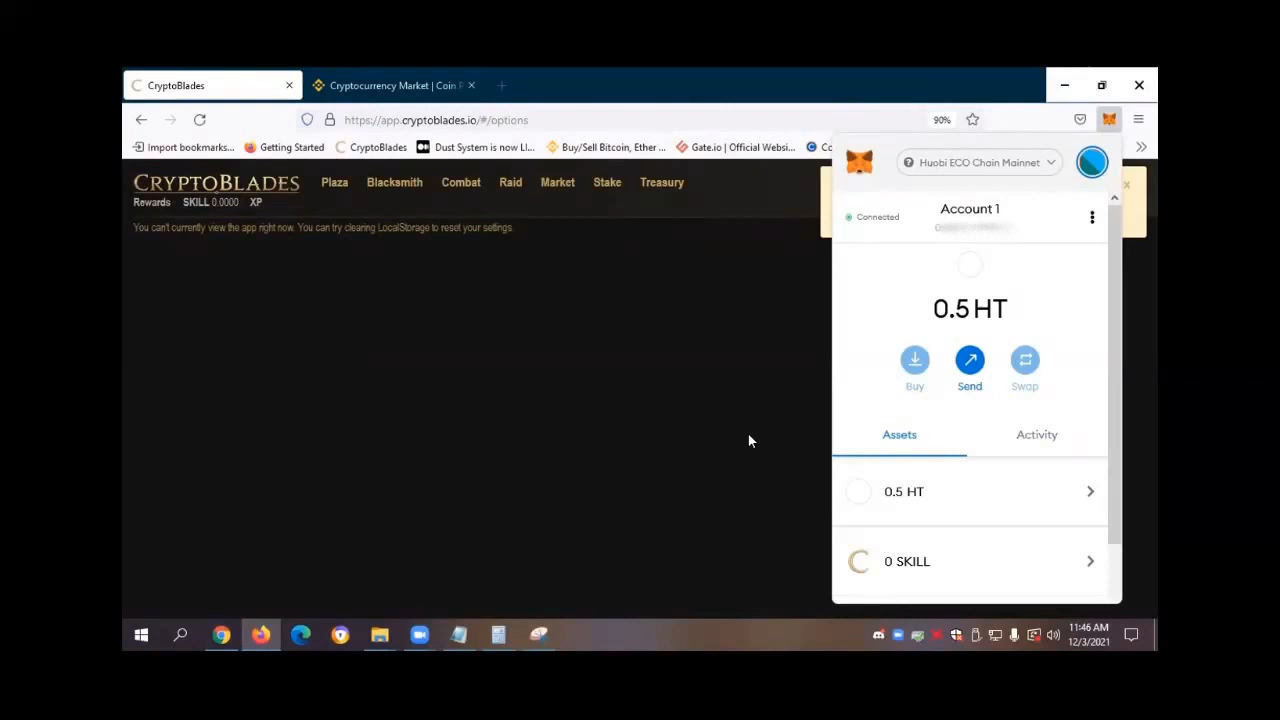 CryptoBlades
Cryptocurrency Market | Coin
https://app.cryptoblades.io/#/options
90%
Import bookmarks...
Getting Started
CryptoBlades
Dust System is now LI...
Buy/Sell Bitcoin, Ether ...
Gate.io | Official Websi...
Co
CRYPTOBLADES
Plaza
Blacksmith
Combat
Raid
Market
Stake
Treasury
Rewards SKILL 0.0000 XP
You can't currently view the app right now. You can try clearing LocalStorage to reset your settings.
Huobi ECO Chain Mainnet
Connected
Account 1
0.5 HT
Buy
Send
Swap
Assets
Activity
0.5 HT
0 SKILL
11:46 AM
12/3/2021